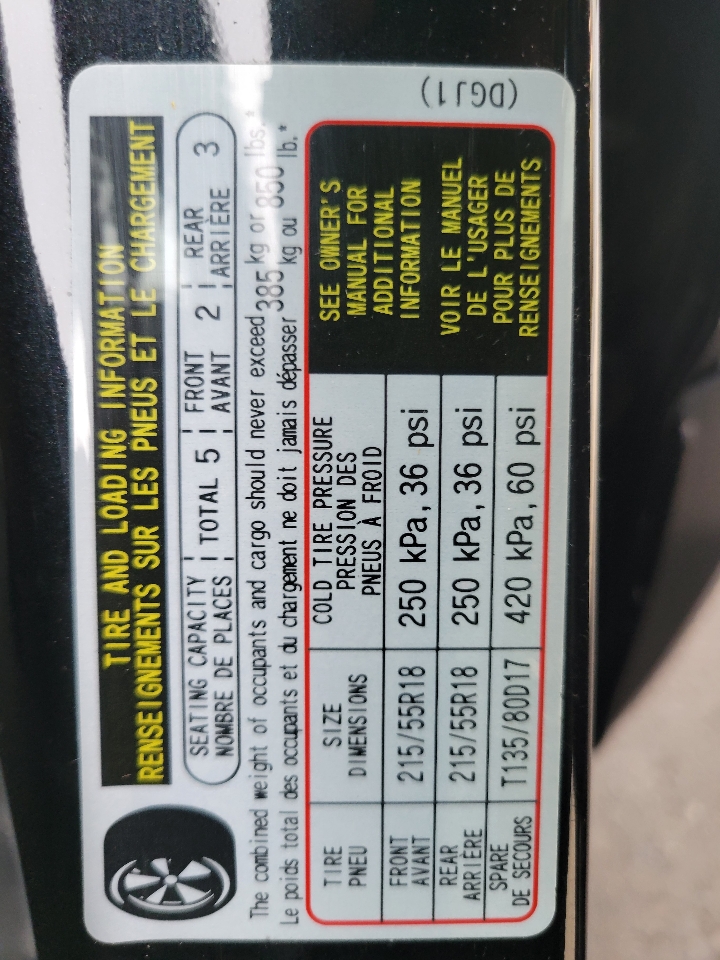 TIRE AND LOADING INFORMATION
RENSEIGNEMENTS SUR LES PNEUS ET LE CHARGEMENT
SEATING CAPACITY
NOMBRE DE PLACES
TOTAL 5
FRONT
AVANT
2
REAR
ARRIÈRE
3
The combined weight of occupants and cargo should never exceed 385 kg or 850 lbs.*
Le poids total des occupants et du chargement ne doit jamais dépasser kg ou lb.*
TIRE
PNEU
SIZE
DIMENSIONS
COLD TIRE PRESSURE
PRESSION DES
PNEUS À FROID
FRONT
AVANT
215/55R18
250 kPa, 36 psi
REAR
ARRIÈRE
215/55R18
250 kPa, 36 psi
SPARE
DE SECOURS
T135/80D17
420 kPa, 60 psi
SEE OWNER'S
MANUAL FOR
ADDITIONAL
INFORMATION
VOIR LE MANUEL
DE L'USAGER
POUR PLUS DE
RENSEIGNEMENTS
(DGJ1)